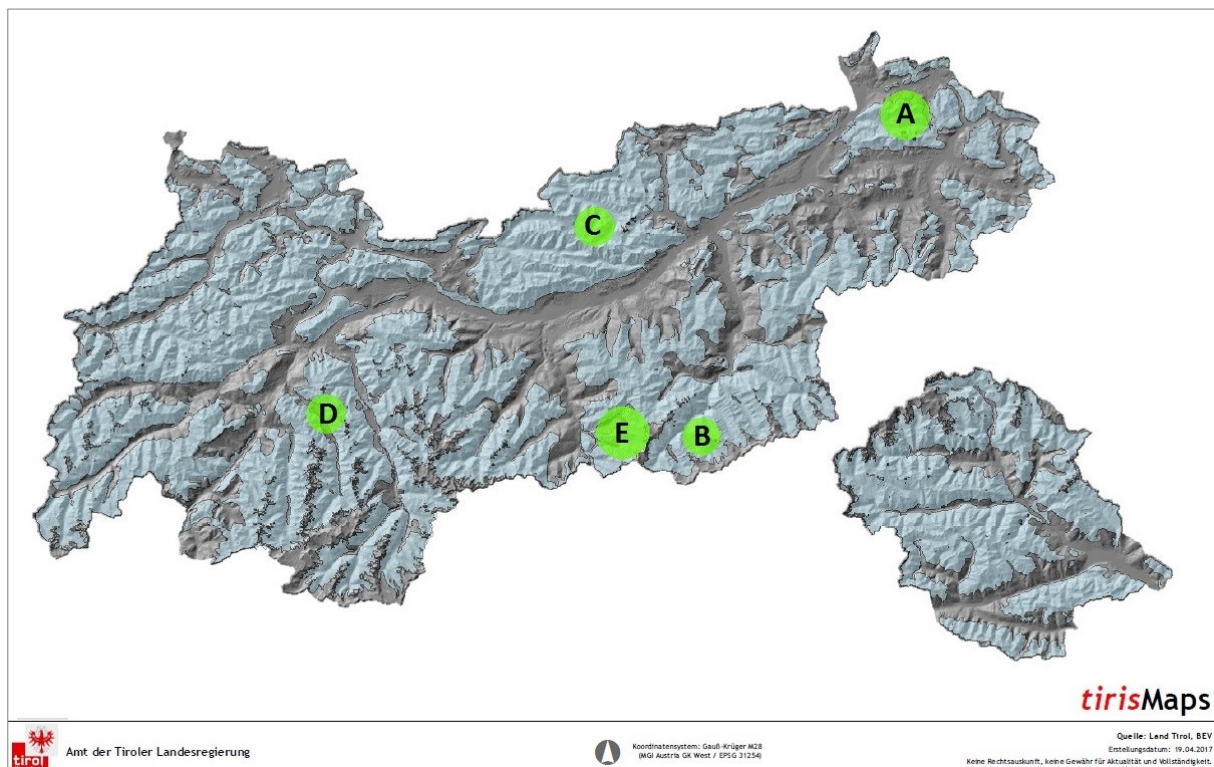 A
C
D
E
B
tirisMaps
tirol
Amt der Tiroler Landesregierung
Koordinatensystem: Gauß-Krüger M28
(MGI Austria GK West / EPSG 31254)
Quelle: Land Tirol, BEV
Erstellungsdatum: 19.04.2017
Keine Rechtsauskunft, keine Gewähr für Aktualität und Vollständigkeit.